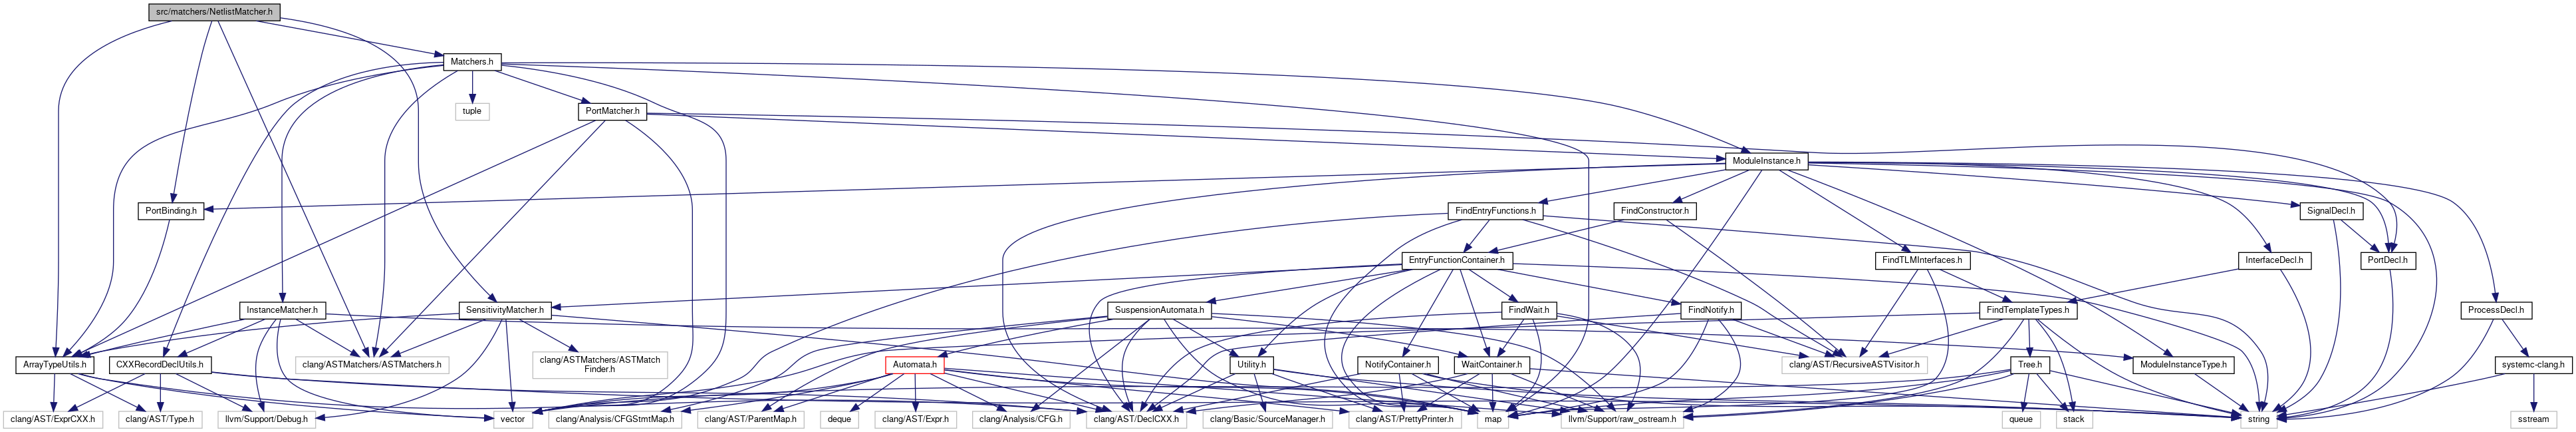 src/matchers/NetlistMatcher.h
Matchers.h
tuple
PortMatcher.h
ModuleInstance.h
PortBinding.h
FindEntryFunctions.h
FindConstructor.h
SignalDecl.h
EntryFunctionContainer.h
FindTLMInterfaces.h
InterfaceDecl.h
PortDecl.h
InstanceMatcher.h
SensitivityMatcher.h
SuspensionAutomata.h
FindWait.h
FindNotify.h
FindTemplateTypes.h
ProcessDecl.h
ArrayTypeUtils.h
CXXRecordDeclUtils.h
clang/ASTMatchers/ASTMatchers.h
clang/ASTMatchers/ASTMatch
Finder.h
Automata.h
Utility.h
NotifyContainer.h
WaitContainer.h
clang/AST/RecursiveASTVisitor.h
Tree.h
ModuleInstanceType.h
systemc-clang.h
clang/AST/ExprCXX.h
clang/AST/Type.h
llvm/Support/Debug.h
vector
clang/Analysis/CFGStmtMap.h
clang/AST/ParentMap.h
deque
clang/AST/Expr.h
clang/Analysis/CFG.h
clang/AST/DeclCXX.h
clang/Basic/SourceManager.h
clang/AST/PrettyPrinter.h
map
llvm/Support/raw_ostream.h
queue
stack
string
sstream